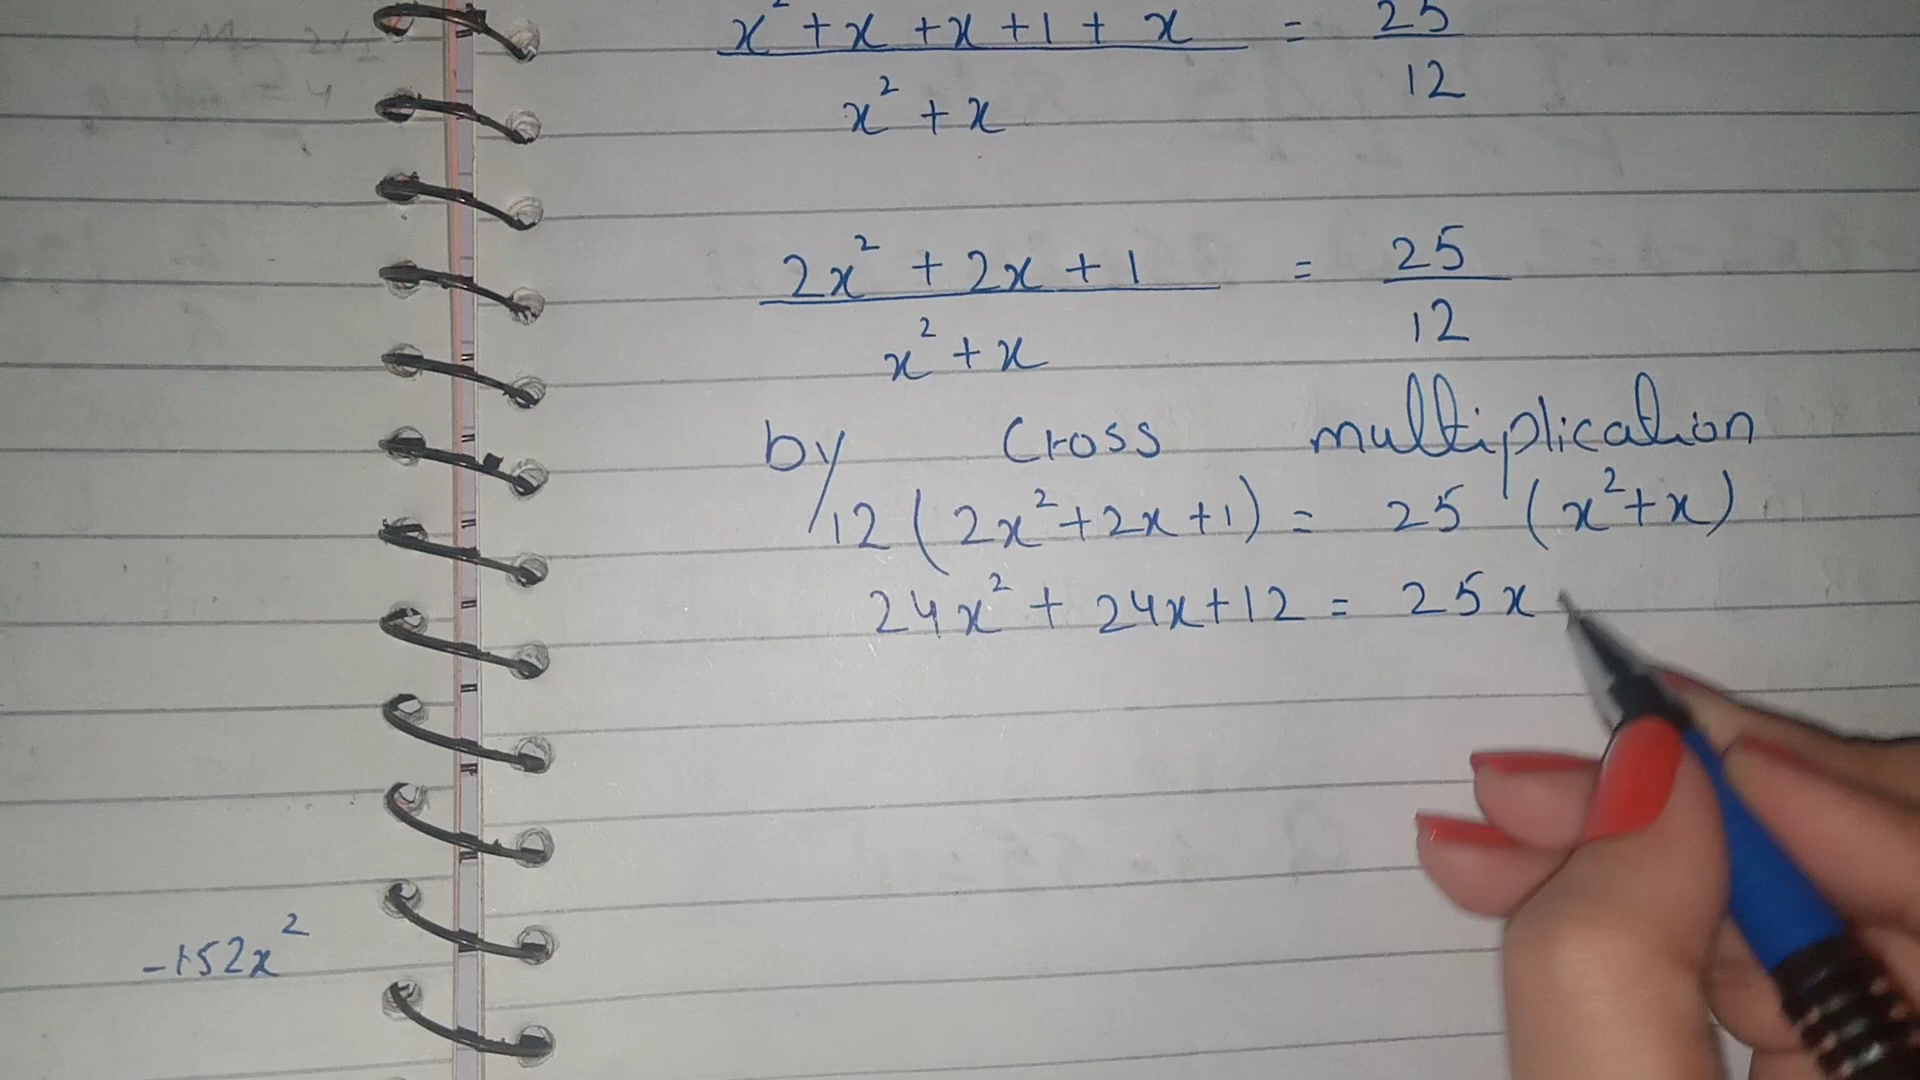 x² + x + x + 1 + x = 25
x² + x 12
2x² + 2x + 1 = 25
x² + x 12
by Cross multiplication
12 ( 2x² + 2x + 1 ) = 25 ( x² + x )
24x² + 24x + 12 = 25x
-152x²